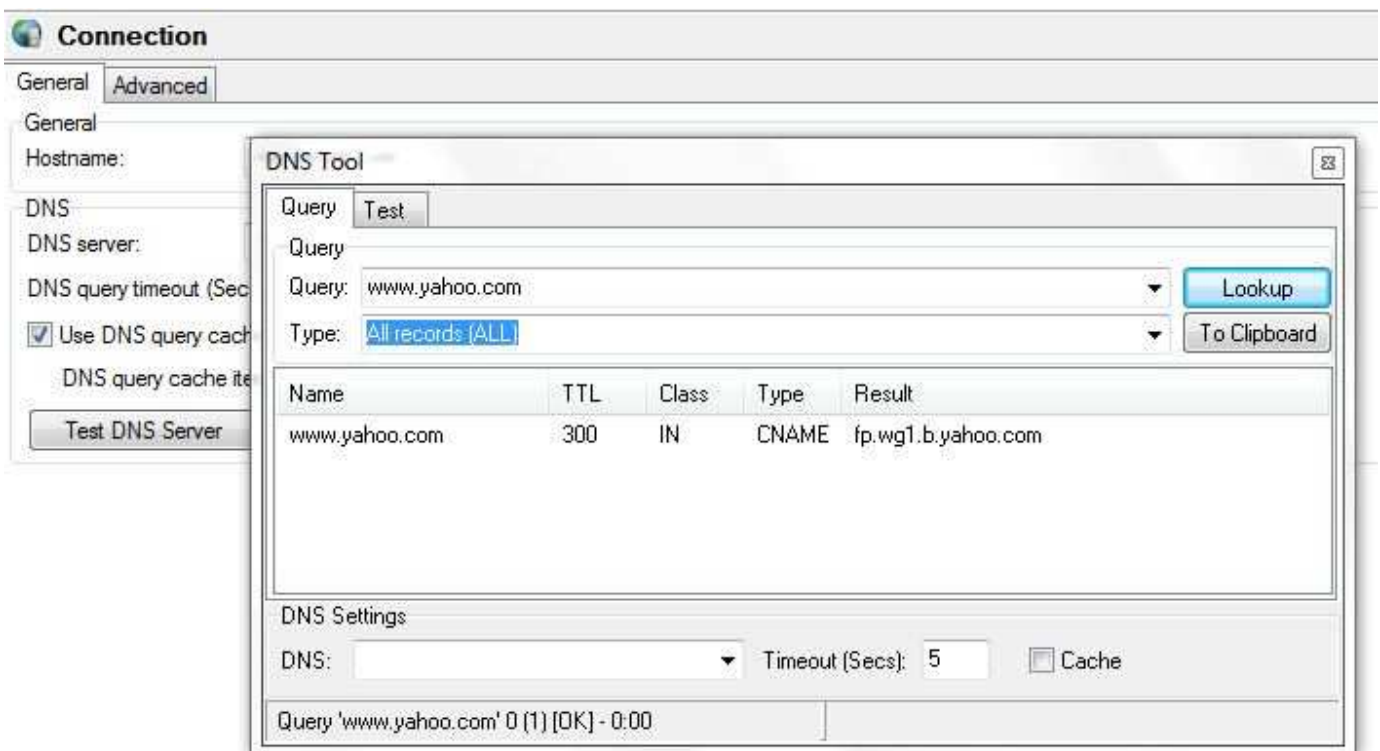 Connection
General Advanced
General
Hostname:
DNS
DNS server:
DNS query timeout (Sec
Use DNS query cach
DNS query cache ite
Test DNS Server
DNS Tool
Query Test
Query
Query: www.yahoo.com Lookup
Type: All records (ALL) To Clipboard
Name TTL Class Type Result
www.yahoo.com 300 IN CNAME fp.wg1.b.yahoo.com
DNS Settings
DNS: Timeout (Secs): 5 Cache
Query 'www.yahoo.com' 0 (1) [OK] - 0:00